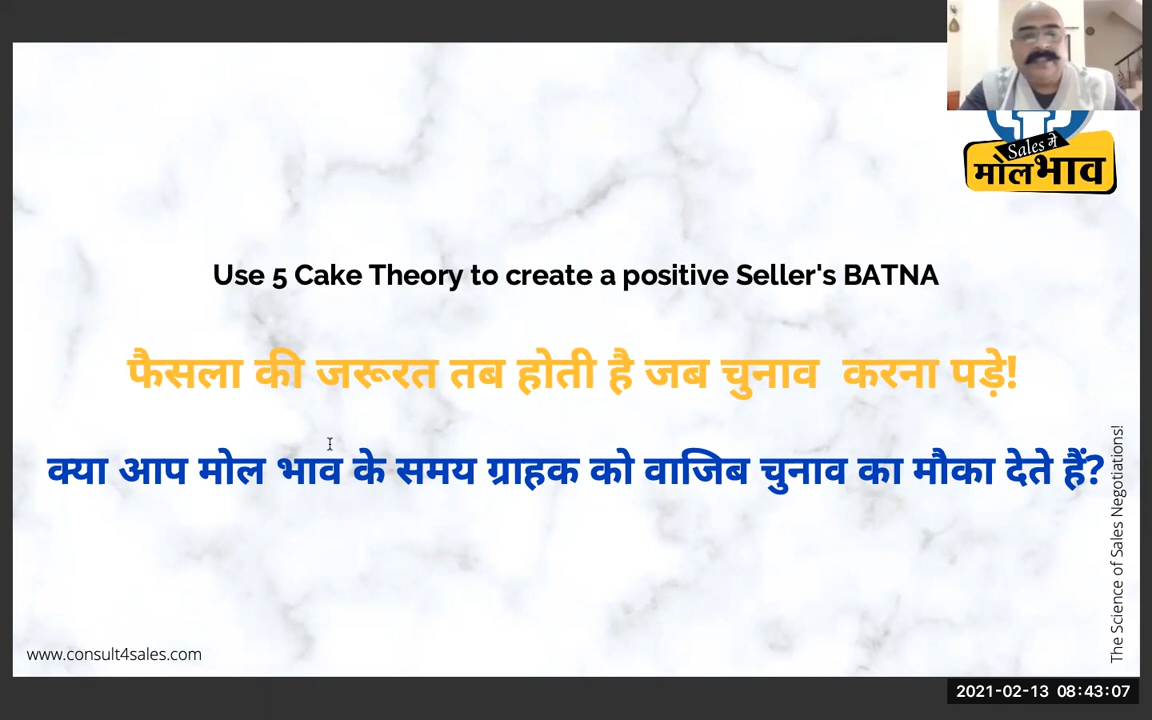 Sales में
मोलभाव
Use 5 Cake Theory to create a positive Seller's BATNA
फैसला की जरूरत तब होती है जब चुनाव करना पड़े!
क्या आप मोल भाव के समय ग्राहक को वाजिब चुनाव का मौका देते हैं?
The Science of Sales Negotiations!
www.consult4sales.com
2021-02-13 08:43:07